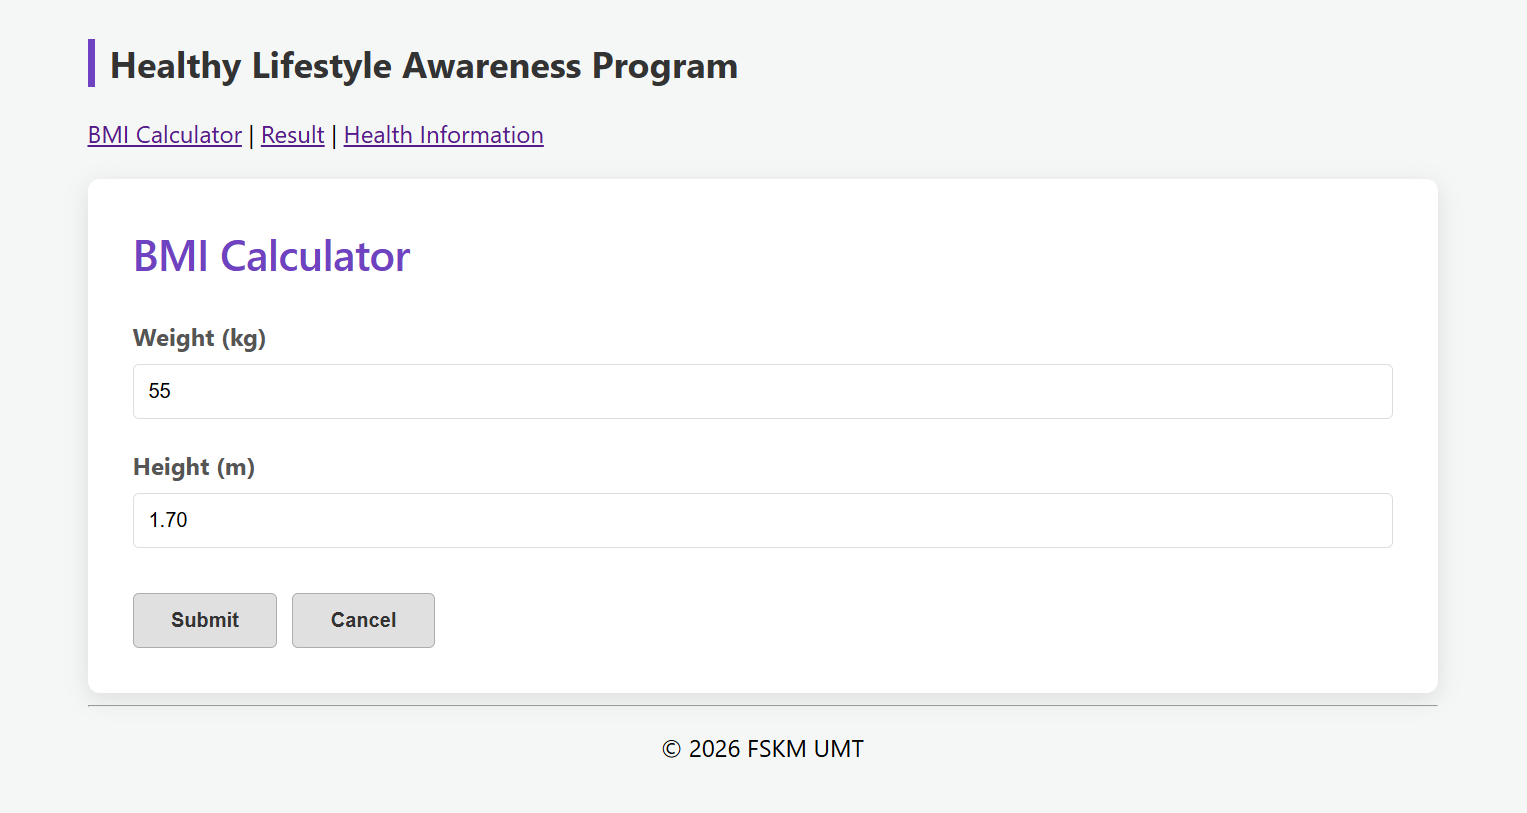 Healthy Lifestyle Awareness Program
BMI Calculator | Result | Health Information
BMI Calculator
Weight (kg)
55
Height (m)
1.70
Submit Cancel
© 2026 FSKM UMT